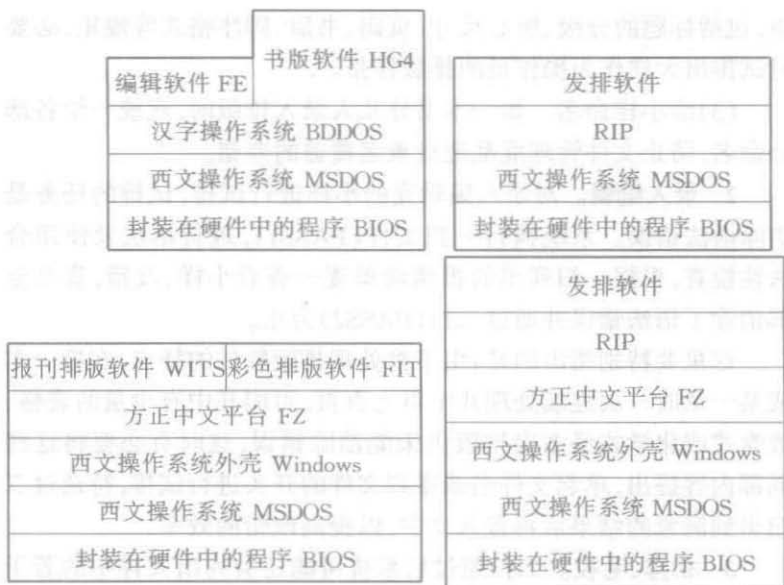 编辑软件 FE
书版软件 HG4
汉字操作系统 BDDOS
西文操作系统 MSDOS
封装在硬件中的程序 BIOS
发排软件
RIP
西文操作系统 MSDOS
封装在硬件中的程序 BIOS
报刊排版软件 WITS
彩色排版软件 FIT
方正中文平台 FZ
西文操作系统外壳 Windows
西文操作系统 MSDOS
封装在硬件中的程序 BIOS
发排软件
RIP
方正中文平台 FZ
西文操作系统外壳 Windows
西文操作系统 MSDOS
封装在硬件中的程序 BIOS